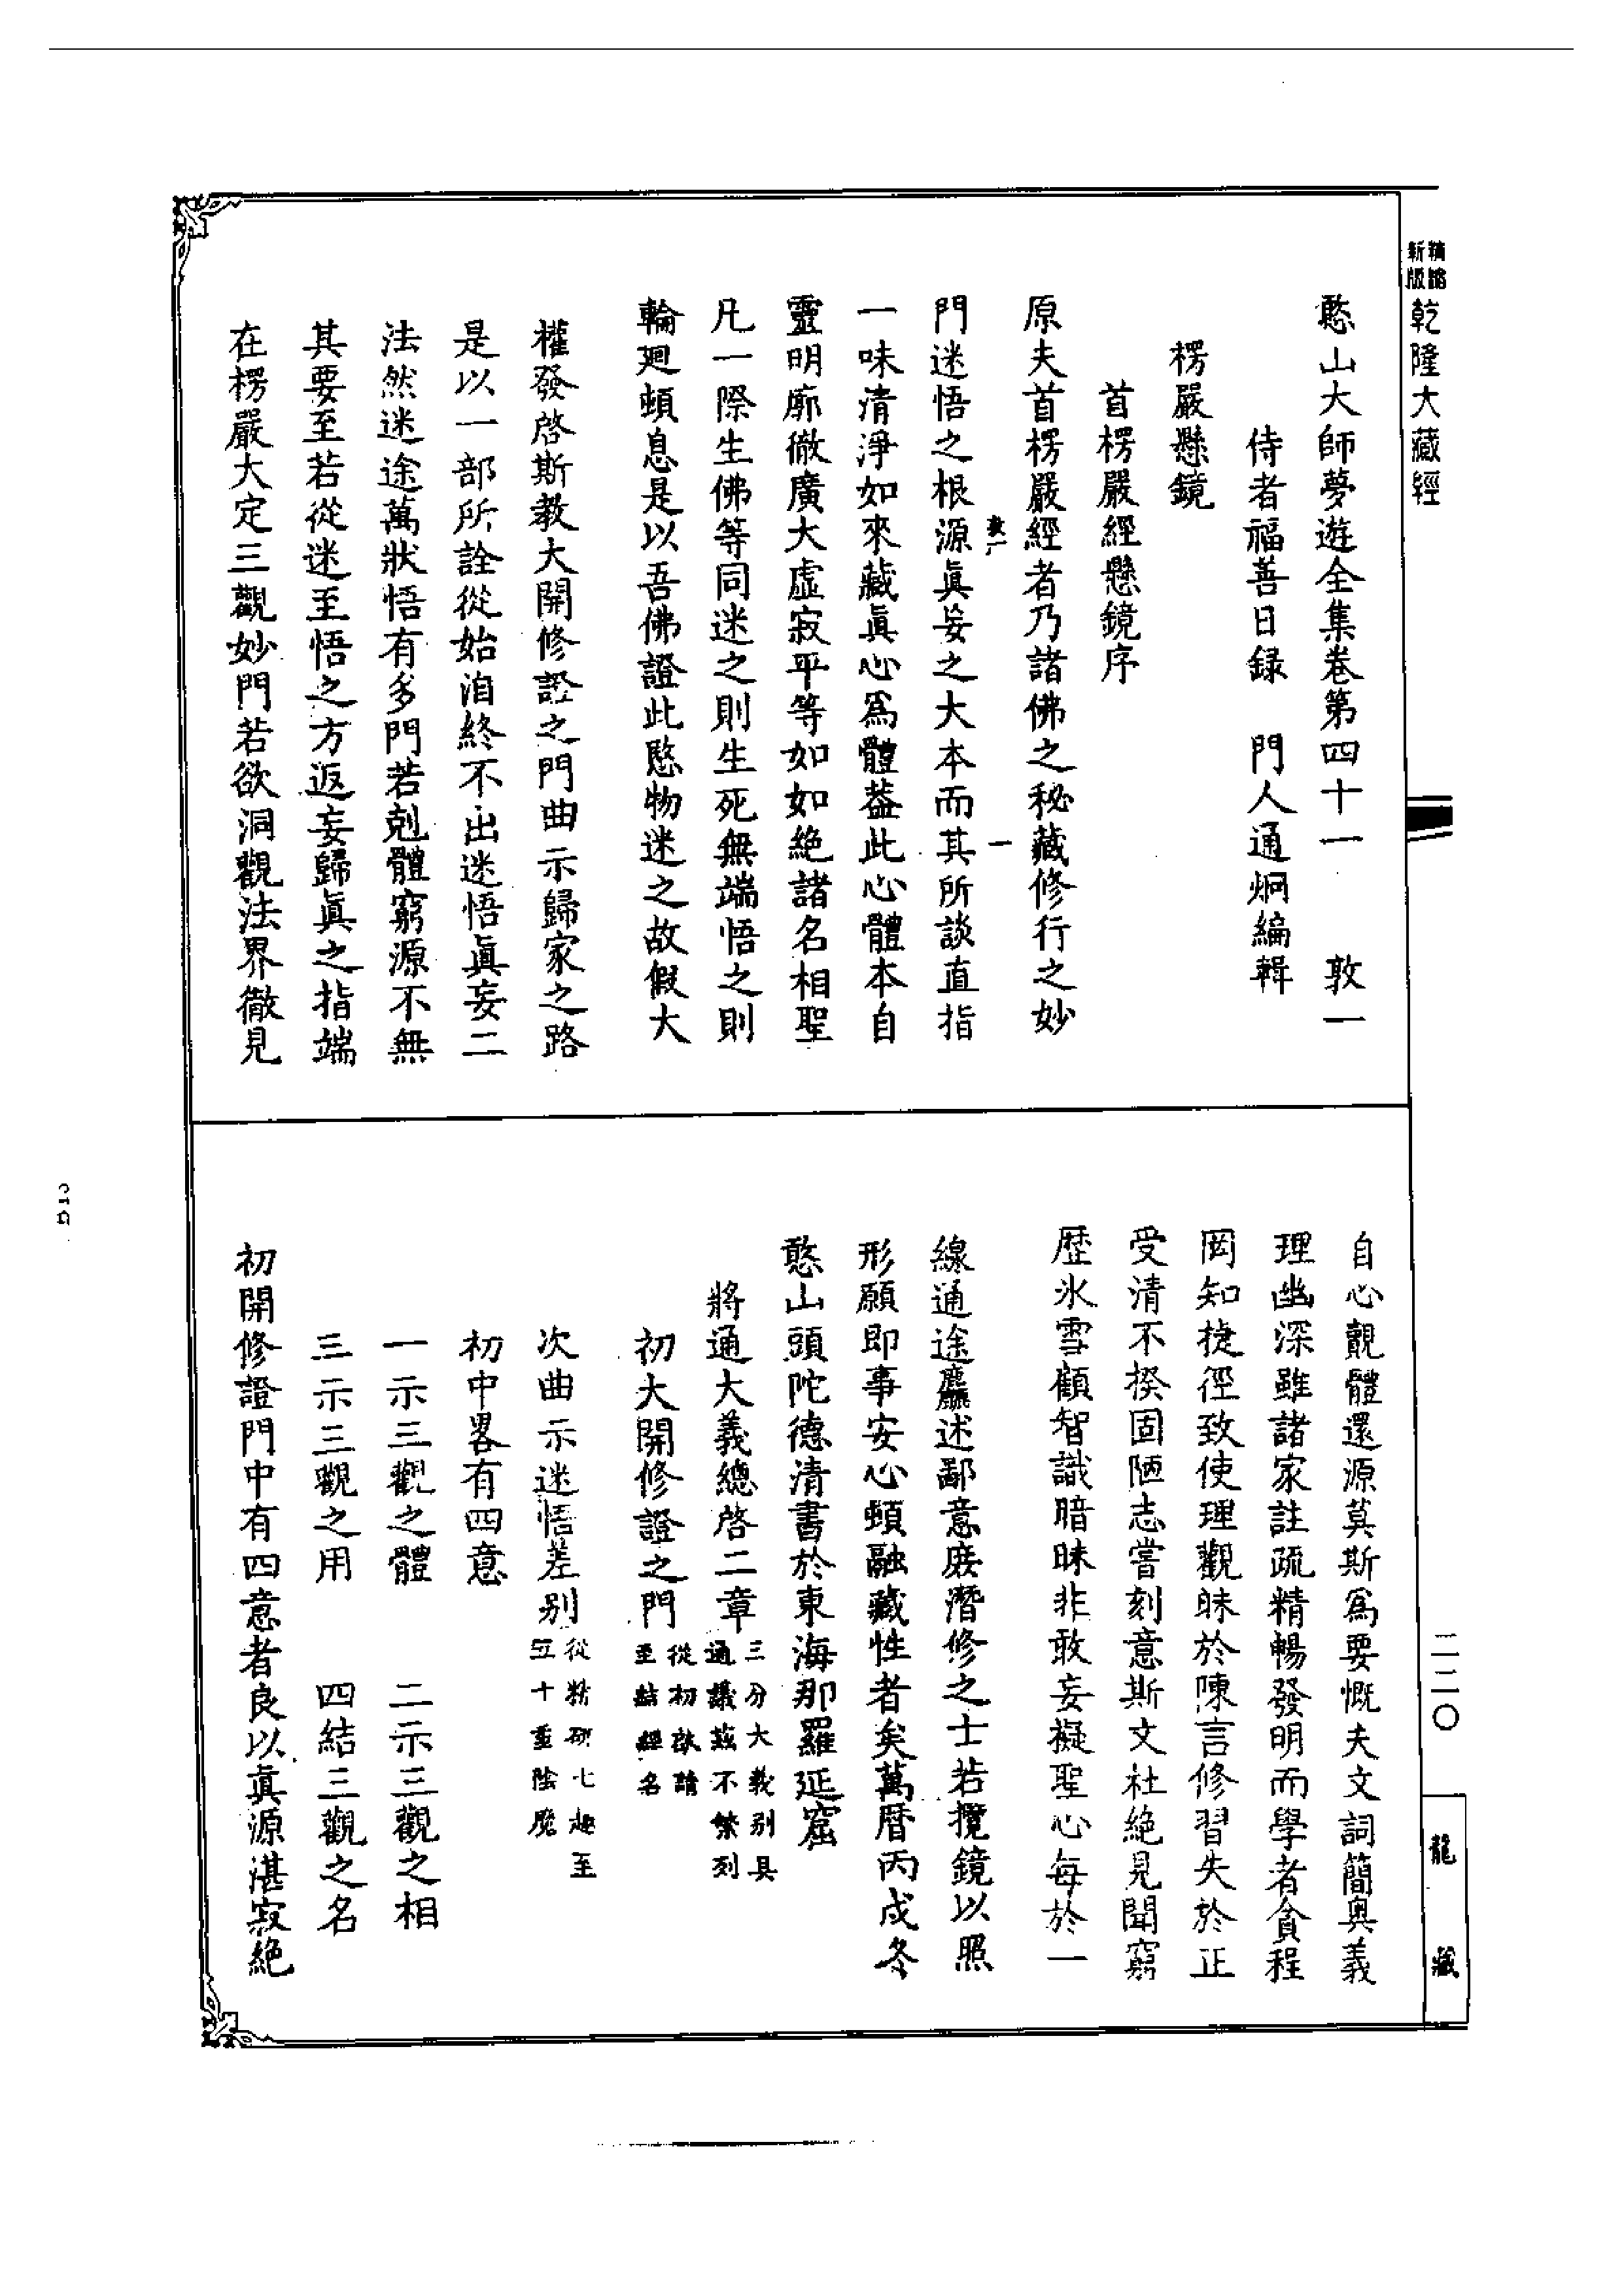 新版精縮
乾隆大藏經
憨山大師夢遊全集卷第四十一　敦一
侍者福善日録　門人通炯編輯
楞嚴懸鏡
首楞嚴經懸鏡序
原夫首楞嚴經者乃諸佛之秘藏修行之妙
一
門迷悟之根源眞妄之大本而其所談直指
一味清淨如來藏眞心爲體葢此心體本自
靈明廓徹廣大虛寂平等如如絶諸名相聖
凡一際生佛等同迷之則生死無端悟之則
輪廻頓息是以吾佛證此愍物迷之故假大
權發啓斯教大開修證之門曲示歸家之路
是以一部所詮從始洎終不出迷悟眞妄二
法然迷途萬狀悟有多門若剋體窮源不無
其要至若從迷至悟之方返妄歸眞之指端
在楞嚴大定三觀妙門若欲洞觀法界徹見
二二〇
龍藏
自心覿體還源莫斯爲要慨夫文詞簡奥義
理幽深雖諸家註疏精暢發明而學者貪程
罔知捷徑致使理觀昧於陳言修習失於正
受清不揆固陋志嘗刻意斯文杜絶見聞窮
歴氷雪顧智識暗昧非敢妄擬聖心每於一
線通途麤述鄙意庻潛修之士若攬鏡以照
形願即事安心頓融藏性者矣萬曆丙戌冬
憨山頭陀德清書於東海那羅延窟
將通大義總啓二章三分大義别具通議茲不繁列
初大開修證之門從初啟請至結經名
次曲示迷悟差别從精研七趣至五十重陰魔
初中畧有四意
一示三觀之體　二示三觀之相
三示三觀之用　四結三觀之名
初開修證門中有四意者良以眞源湛寂絶